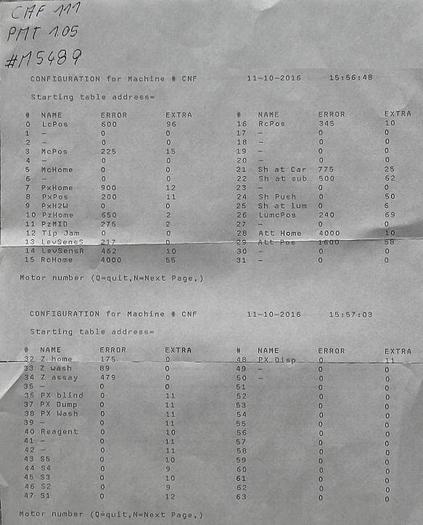 CMF 111
PMT 105
#M5489
CONFIGURATION for Machine # CNF 11-10-2016 15:56:48
Starting table address=
# NAME ERROR EXTRA # NAME ERROR EXTRA
0 LcPos 600 96 16 RcPos 345 10
1 - 0 0 17 - 0 0
2 - 0 0 18 - 0 0
3 McPos 225 15 19 - 0 0
4 - 0 0 20 - 0 0
5 McHome 0 0 21 Sh at Car 775 25
6 - 0 0 22 Sh at sub 500 62
7 PxHome 900 12 23 - 0 0
8 PxPos 200 11 24 Sh Push 0 50
9 PxH2W 0 0 25 Sh at lum 0 6
10 PzHome 650 2 26 LumcPos 240 69
11 PzMID 275 2 27 - 0 0
12 Tip Jam 0 0 28 Att Home 4000 10
13 LevSenseS 217 0 29 Att Pos 1600 58
14 LevSensR 462 10 30 - 0 0
15 RcHome 4000 55 31 - 0 0
Motor number (Q=quit,N=Next Page,)
CONFIGURATION for Machine # CNF 11-10-2016 15:57:03
Starting table address=
# NAME ERROR EXTRA # NAME ERROR EXTRA
32 Z home 175 0 48 PX Disp 0 11
33 Z wash 89 0 49 - 0 0
34 Z assay 479 0 50 - 0 0
35 - 0 0 51 0 0
36 PX blind 0 11 52 0 0
37 PX Dump 0 11 53 0 0
38 PX Wash 0 11 54 0 0
39 - 0 0 55 0 0
40 Reagent 0 10 56 0 0
41 - 0 11 57 0 0
42 - 0 11 58 0 0
43 S5 0 10 59 0 0
44 S4 0 9 60 0 0
45 S3 0 10 61 0 0
46 S2 0 9 62 0 0
47 S1 0 12 63 0 0
Motor number (Q=quit,N=Next Page,)